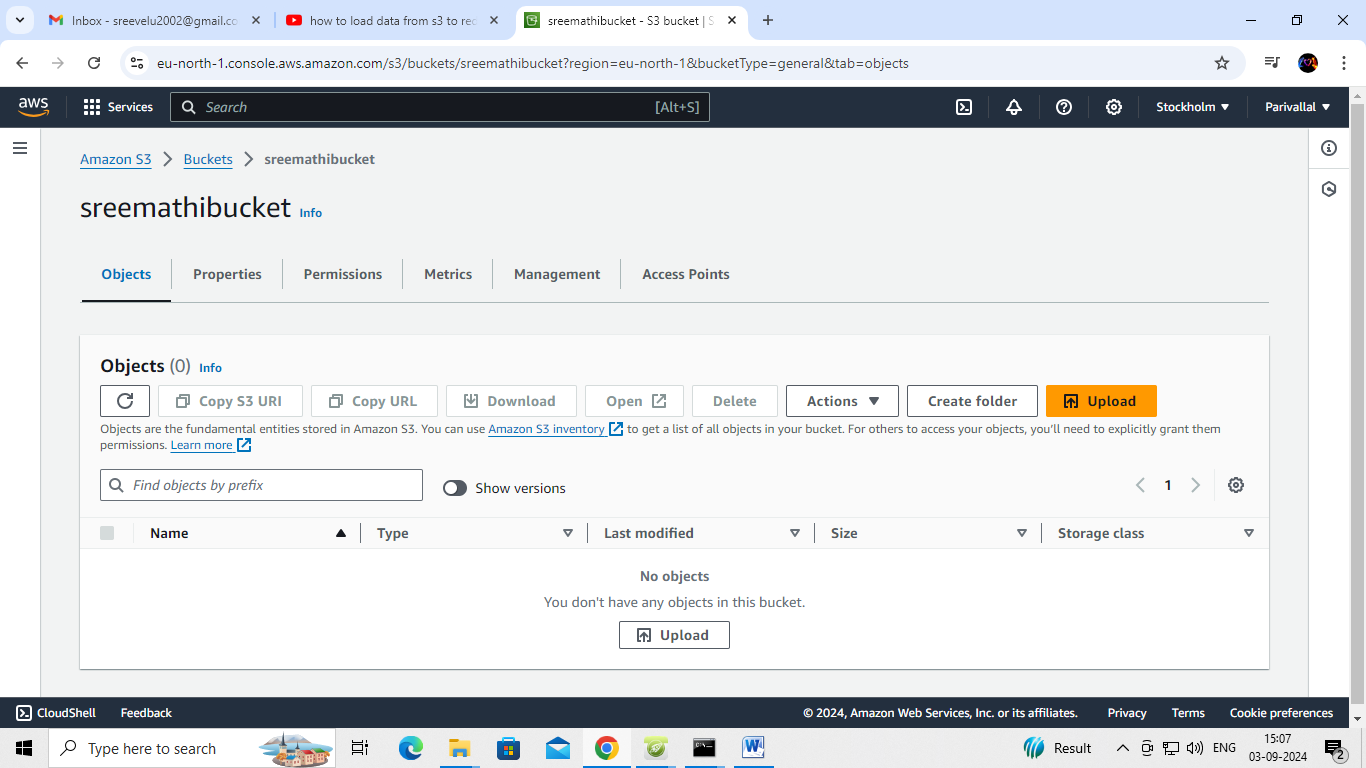 Inbox - sreevelu2002@gmail.co
how to load data from s3 to rec
sreemathibucket - S3 bucket | S
eu-north-1.console.aws.amazon.com/s3/buckets/sreemathibucket?region=eu-north-1&bucketType=general&tab=objects
aws Services Search [Alt+S] Stockholm Parivallal
Amazon S3 Buckets sreemathibucket
sreemathibucket Info
Objects Properties Permissions Metrics Management Access Points
Objects (0) Info
Copy S3 URI Copy URL Download Open Delete Actions Create folder Upload
Objects are the fundamental entities stored in Amazon S3. You can use Amazon S3 inventory to get a list of all objects in your bucket. For others to access your objects, you'll need to explicitly grant them
permissions. Learn more
Find objects by prefix Show versions 1
Name Type Last modified Size Storage class
No objects
You don't have any objects in this bucket.
Upload
CloudShell Feedback © 2024, Amazon Web Services, Inc. or its affiliates. Privacy Terms Cookie preferences
Type here to search Result ENG 15:07
03-09-2024 2